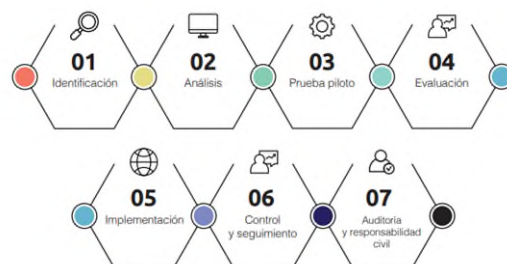 01
Identificación
02
Análisis
03
Prueba piloto
04
Evaluación
05
Implementación
06
Control
y seguimiento
07
Auditoría
y responsabilidad
civil